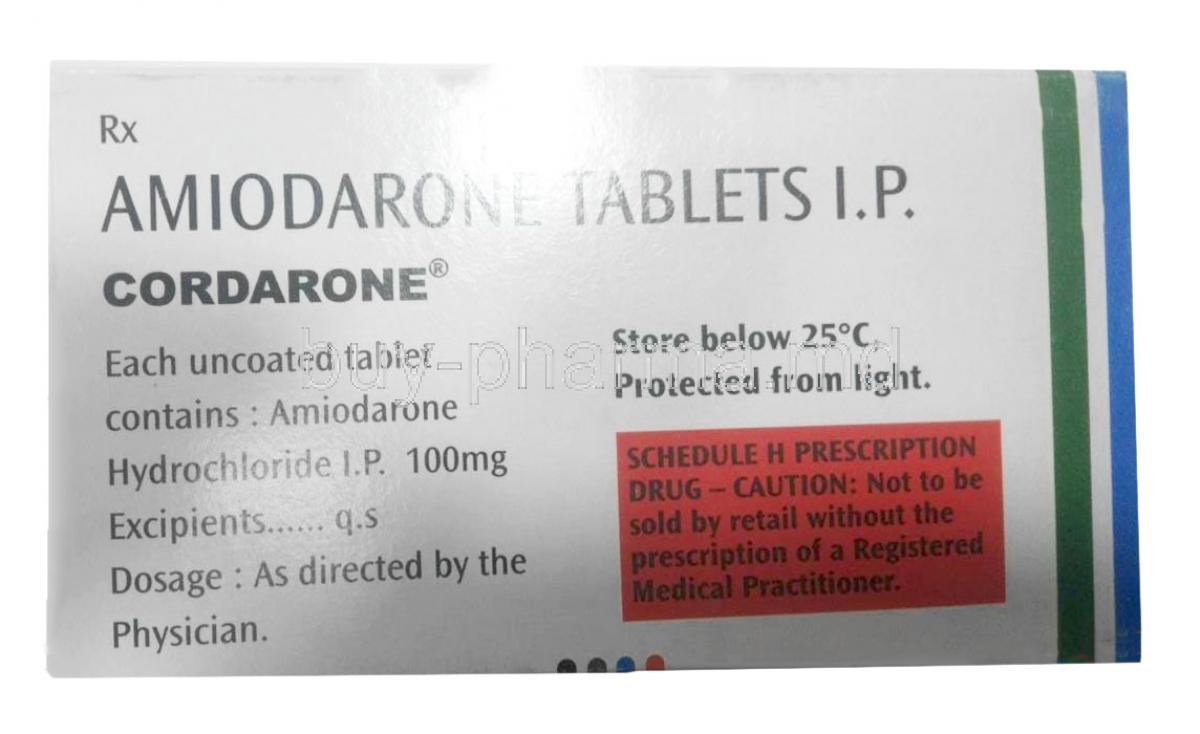 Rx
AMIODARONE TABLETS I.P.
CORDARONE®
Each uncoated tablet
contains : Amiodarone
Hydrochloride I.P. 100mg
Excipients...... q.s
Dosage : As directed by the
Physician.
Store below 25°C,
Protected from light.
SCHEDULE H PRESCRIPTION
DRUG – CAUTION: Not to be
sold by retail without the
prescription of a Registered
Medical Practitioner.
buy-pharma.md